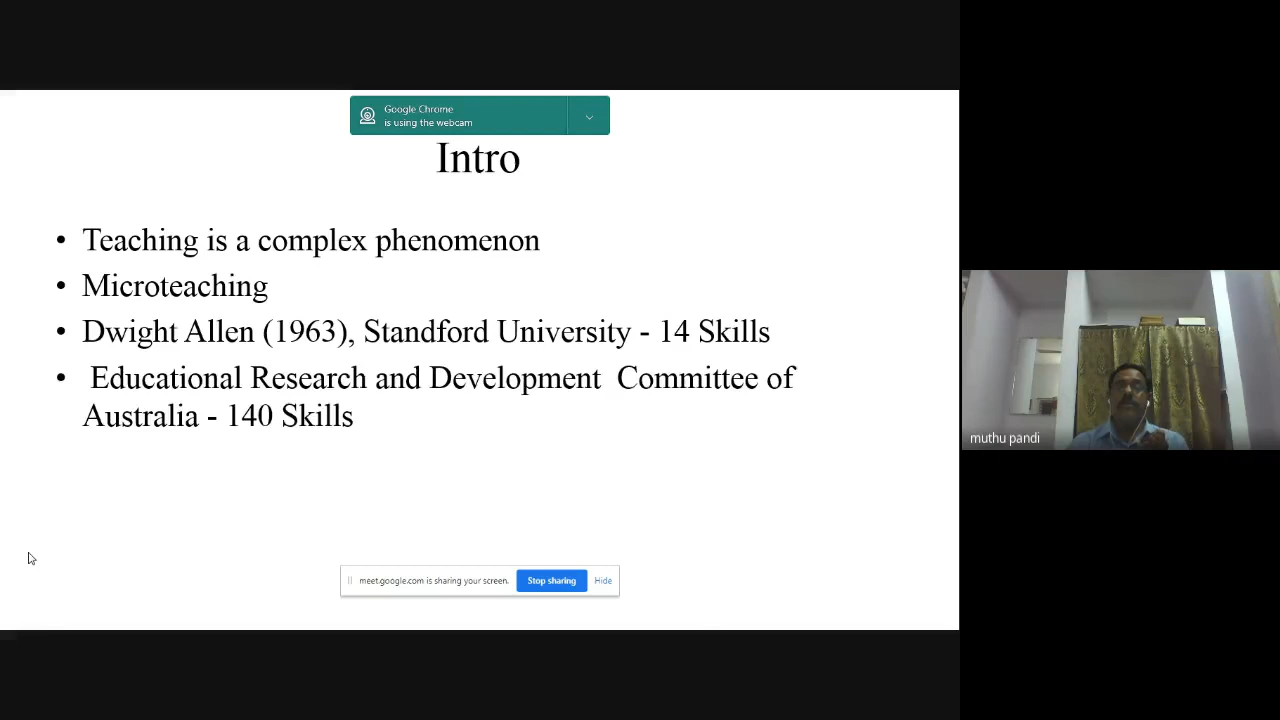 Google Chrome
is using the webcam
Intro
• Teaching is a complex phenomenon
• Microteaching
• Dwight Allen (1963), Standford University - 14 Skills
• Educational Research and Development Committee of
Australia - 140 Skills
muthu pandi
meet.google.com is sharing your screen. Stop sharing Hide